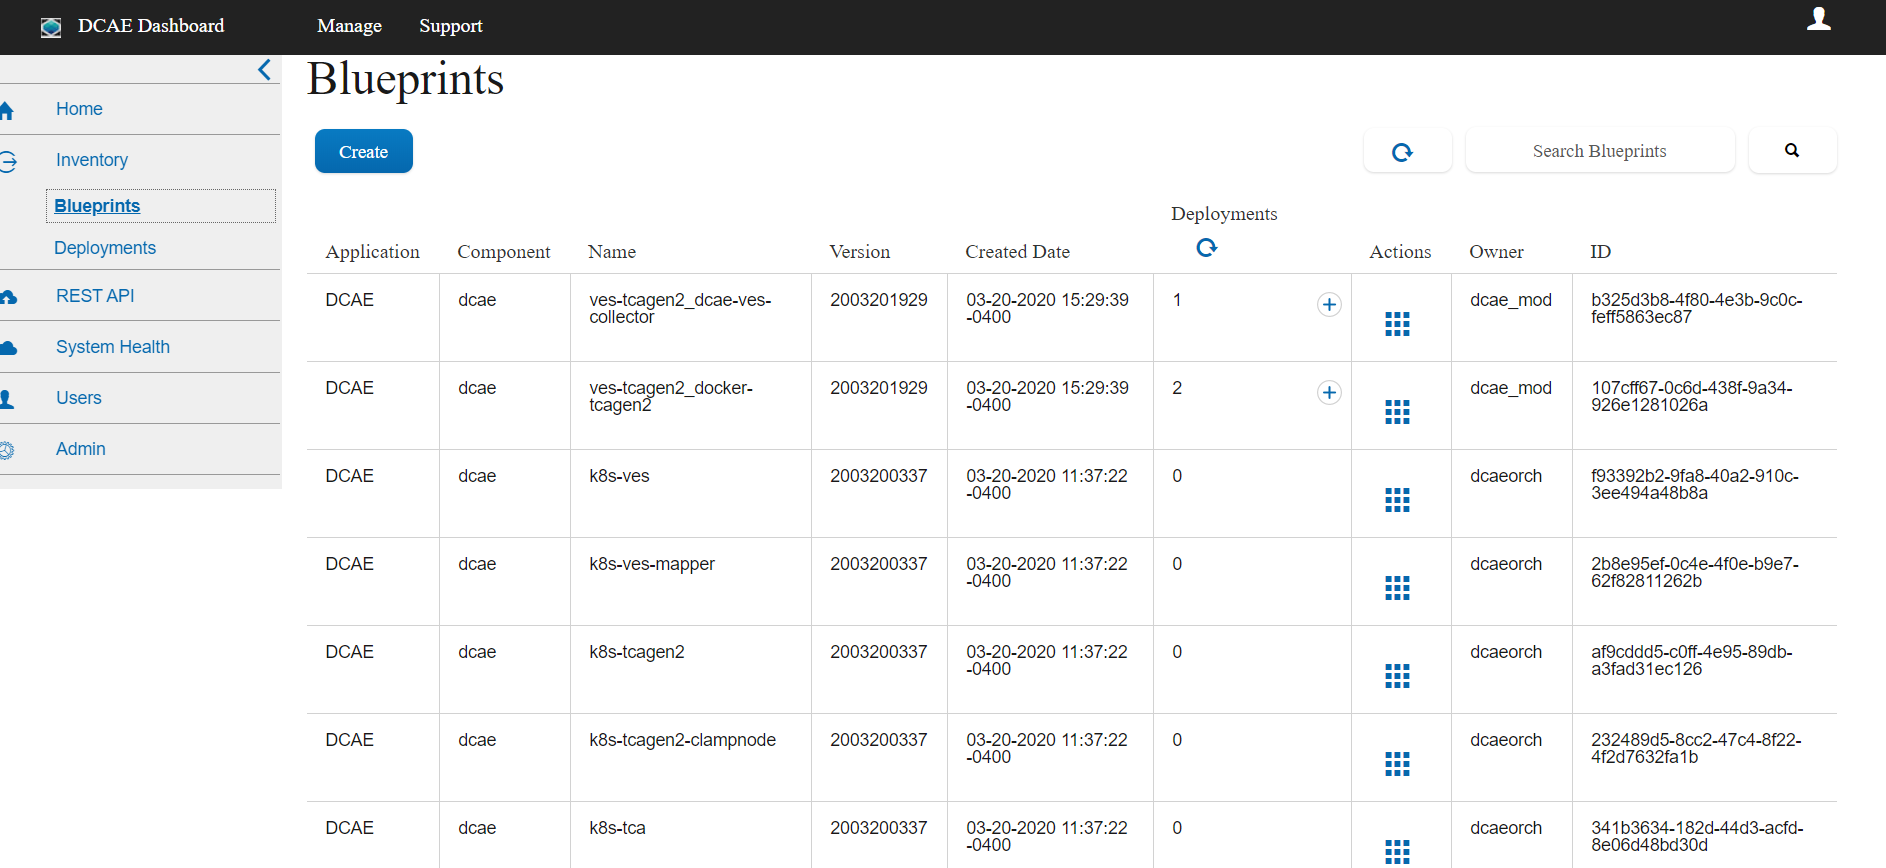 DCAE Dashboard
Manage
Support
Blueprints
Home
Inventory
Blueprints
Deployments
REST API
System Health
Users
Admin
Create
Search Blueprints
Deployments
Application Component Name Version Created Date Actions Owner ID
DCAE dcae ves-tcagen2_dcae-ves- 2003201929 03-20-2020 15:29:39 1 dcae_mod b325d3b8-4f80-4e3b-9c0c-
collector -0400 feff5863ec87
DCAE dcae ves-tcagen2_docker- 2003201929 03-20-2020 15:29:39 2 dcae_mod 107cff67-0c6d-438f-9a34-
tcagen2 -0400 926e1281026a
DCAE dcae k8s-ves 2003200337 03-20-2020 11:37:22 0 dcaeorch f93392b2-9fa8-40a2-910c-
-0400 3ee494a48b8a
DCAE dcae k8s-ves-mapper 2003200337 03-20-2020 11:37:22 0 dcaeorch 2b8e95ef-0c4e-4f0e-b9e7-
-0400 62f82811262b
DCAE dcae k8s-tcagen2 2003200337 03-20-2020 11:37:22 0 dcaeorch af9cddd5-c0ff-4e95-89db-
-0400 a3fad31ec126
DCAE dcae k8s-tcagen2-clampnode 2003200337 03-20-2020 11:37:22 0 dcaeorch 232489d5-8cc2-47c4-8f22-
-0400 4f2d7632fa1b
DCAE dcae k8s-tca 2003200337 03-20-2020 11:37:22 0 dcaeorch 341b3634-182d-44d3-acfd-
-0400 8e06d48bd30d